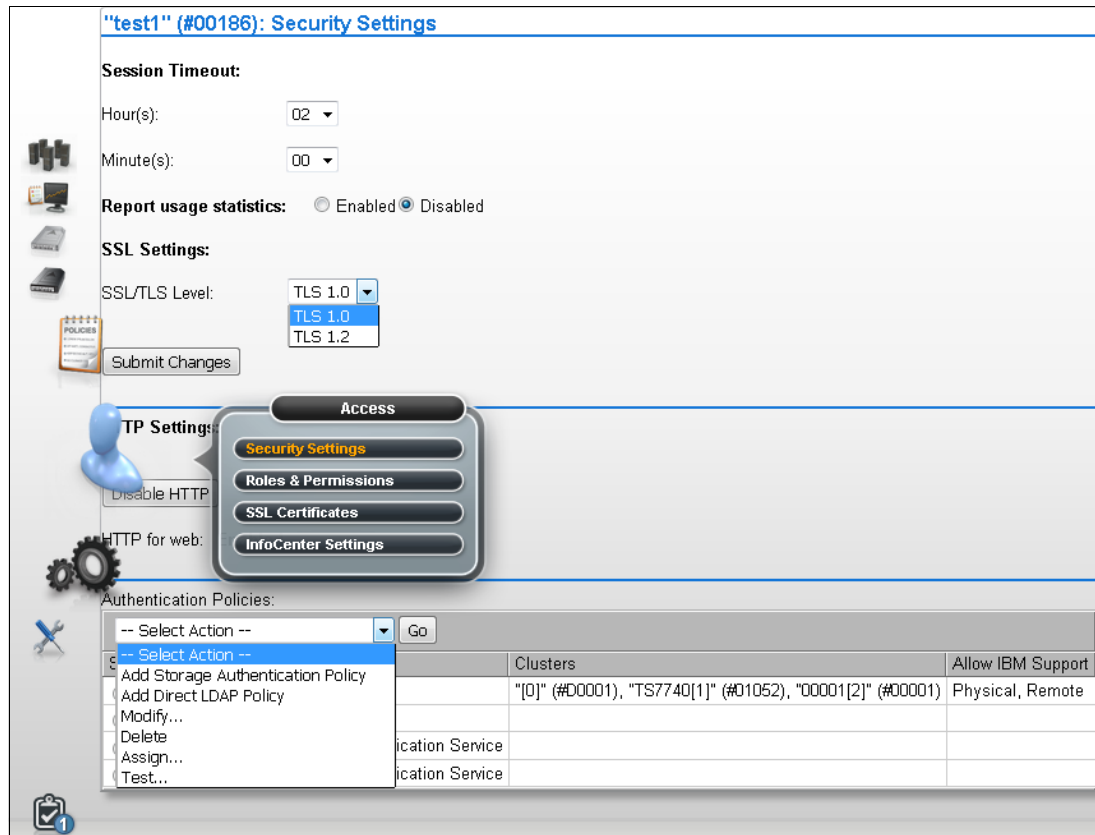 "test1" (#00186): Security Settings
Session Timeout:
Hour(s): 02
Minute(s): 00
Report usage statistics: Enabled Disabled
SSL Settings:
SSL/TLS Level: TLS 1.0
TLS 1.0
TLS 1.2
POLICIES
Submit Changes
Access
TP Settings:
Security Settings
Roles & Permissions
Disable HTTP
SSL Certificates
HTTP for web:
InfoCenter Settings
Authentication Policies:
-- Select Action -- Go
-- Select Action -- Clusters Allow IBM Support
Add Storage Authentication Policy
Add Direct LDAP Policy "[0]" (#D0001), "TS7740[1]" (#01052), "00001[2]" (#00001) Physical, Remote
Modify...
Delete
Assign... ication Service
Test... ication Service
1